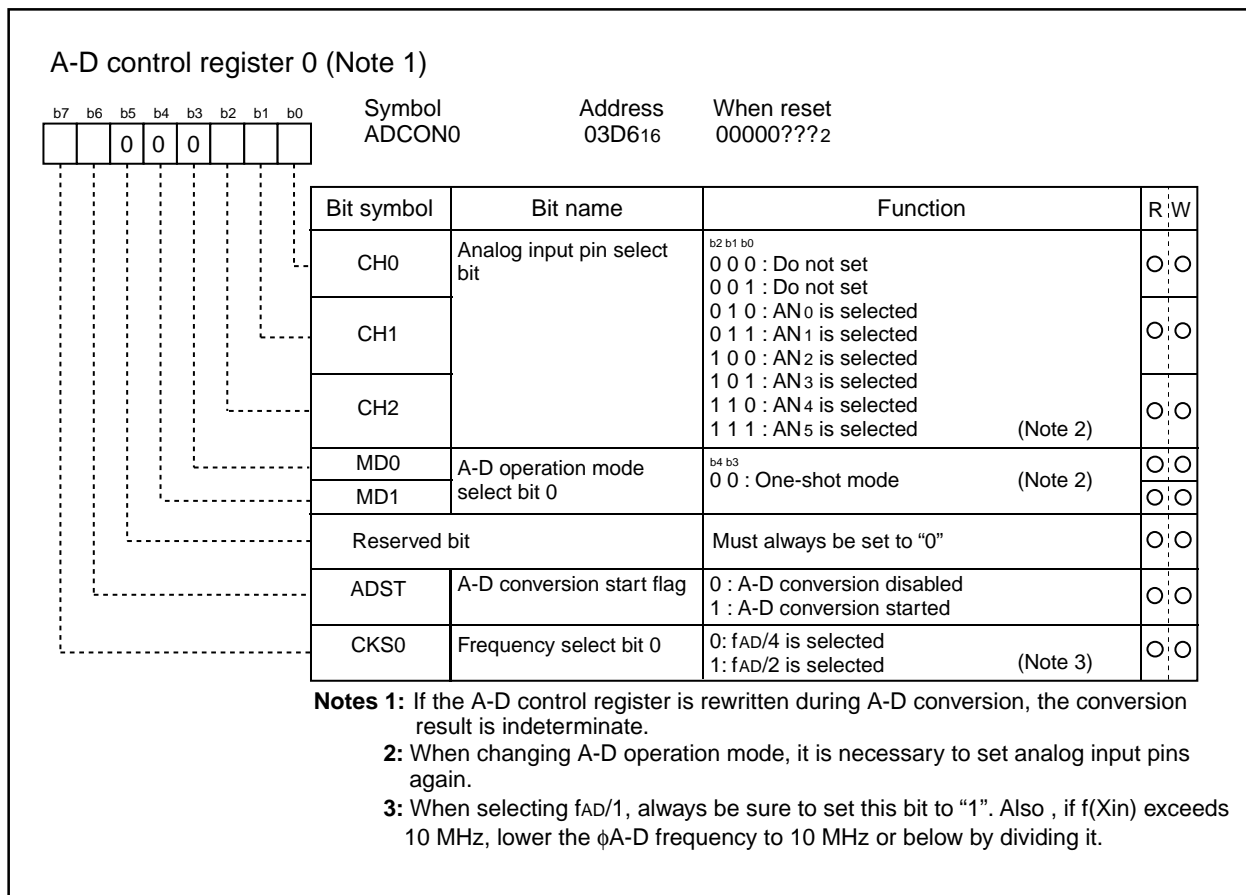 A-D control register 0 (Note 1)
b7 b6 b5 b4 b3 b2 b1 b0
0 0 0
Symbol Address When reset
ADCON0 03D616 00000???2
Bit symbol Bit name Function R W
CH0 Analog input pin select bit
b2 b1 b0
0 0 0 : Do not set
0 0 1 : Do not set
0 1 0 : AN0 is selected
0 1 1 : AN1 is selected
1 0 0 : AN2 is selected
1 0 1 : AN3 is selected
1 1 0 : AN4 is selected
1 1 1 : AN5 is selected (Note 2)
CH1
CH2
MD0 A-D operation mode select bit 0
b4 b3
0 0 : One-shot mode (Note 2)
MD1
Reserved bit Must always be set to “0”
ADST A-D conversion start flag 0 : A-D conversion disabled
1 : A-D conversion started
CKS0 Frequency select bit 0 0: fAD/4 is selected
1: fAD/2 is selected (Note 3)
Notes 1: If the A-D control register is rewritten during A-D conversion, the conversion
result is indeterminate.
2: When changing A-D operation mode, it is necessary to set analog input pins
again.
3: When selecting fAD/1, always be sure to set this bit to “1”. Also , if f(Xin) exceeds
10 MHz, lower the ϕA-D frequency to 10 MHz or below by dividing it.